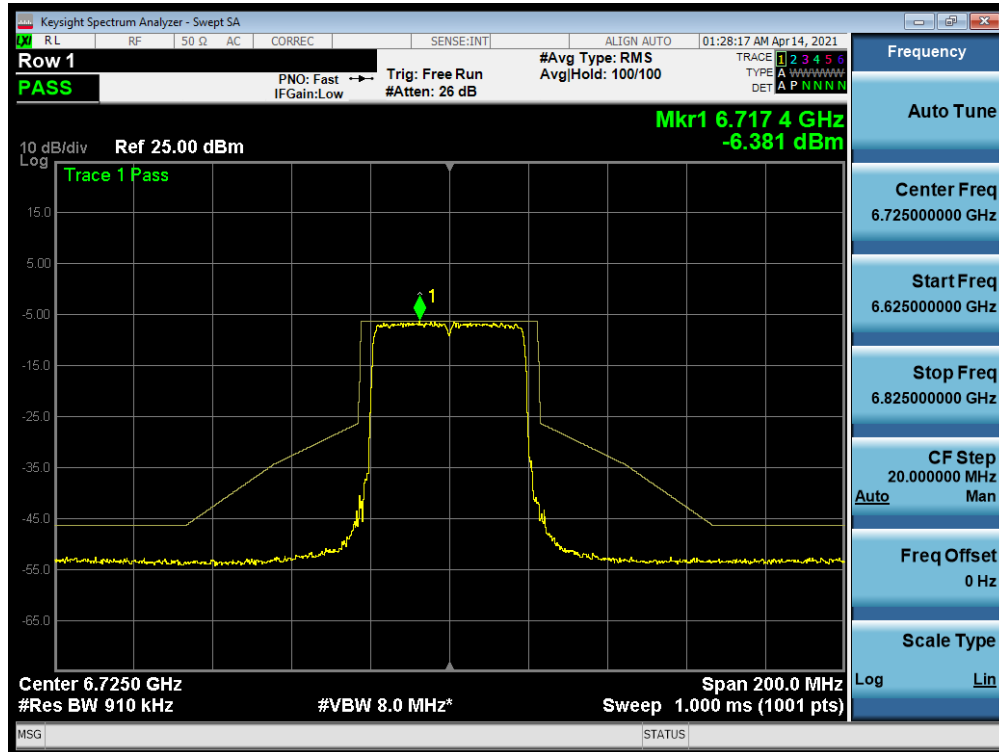 Keysight Spectrum Analyzer - Swept SA
LXI RL RF 50 Ω AC CORREC SENSE:INT ALIGN AUTO 01:28:17 AM Apr 14, 2021
Row 1
PASS
PNO: Fast
IFGain:Low
Trig: Free Run
#Atten: 26 dB
#Avg Type: RMS
Avg|Hold: 100/100
TRACE 1 2 3 4 5 6
TYPE A WWWWW
DET A P N N N N
Mkr1 6.717 4 GHz
-6.381 dBm
10 dB/div
Log
Ref 25.00 dBm
Trace 1 Pass
15.0
5.00
-5.00
-15.0
-25.0
-35.0
-45.0
-55.0
-65.0
1
Center 6.7250 GHz
Span 200.0 MHz
#Res BW 910 kHz
#VBW 8.0 MHz*
Sweep 1.000 ms (1001 pts)
MSG
STATUS
Frequency
Auto Tune
Center Freq
6.725000000 GHz
Start Freq
6.625000000 GHz
Stop Freq
6.825000000 GHz
CF Step
20.000000 MHz
Auto Man
Freq Offset
0 Hz
Scale Type
Log Lin